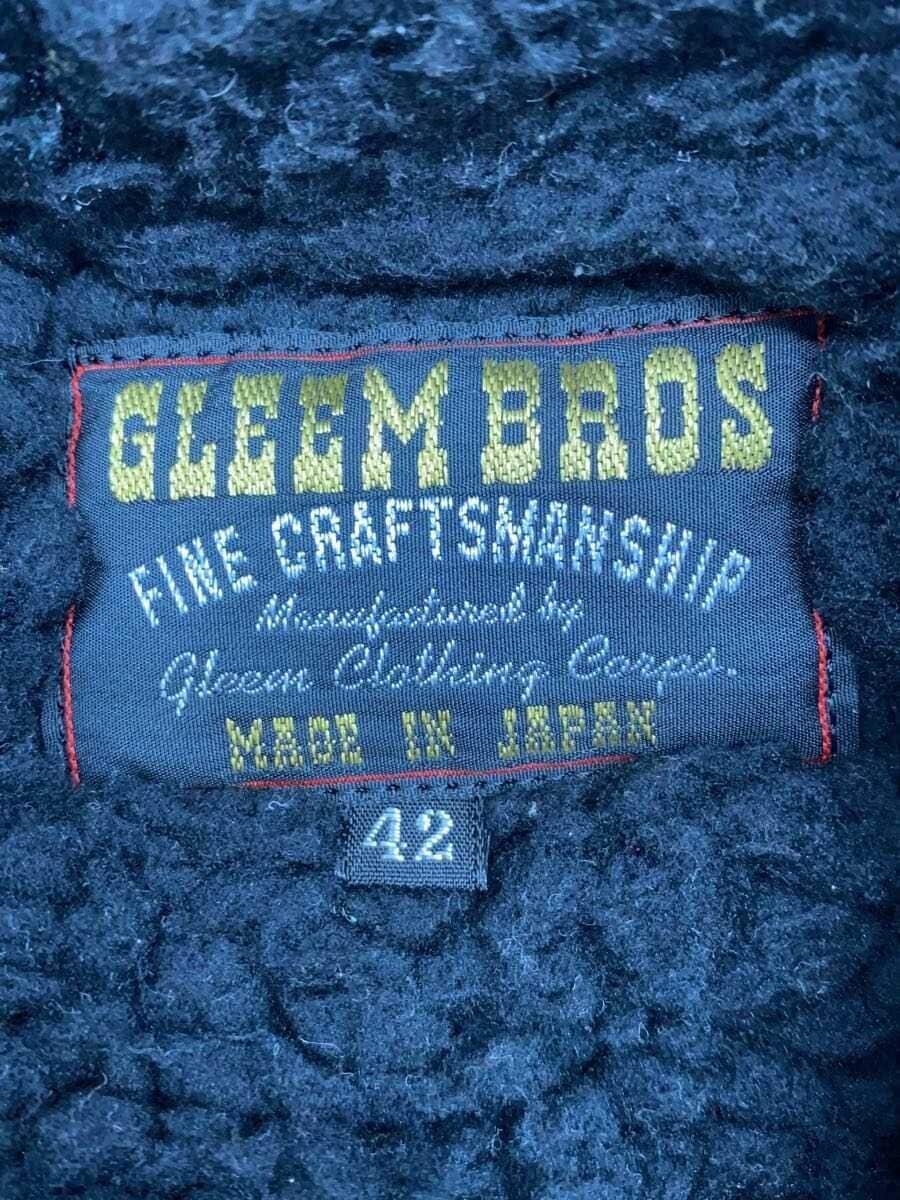 GLEEM BROS
FINE CRAFTSMANSHIP
Manufactured by
Gleem Clothing Corps.
MADE IN JAPAN
42